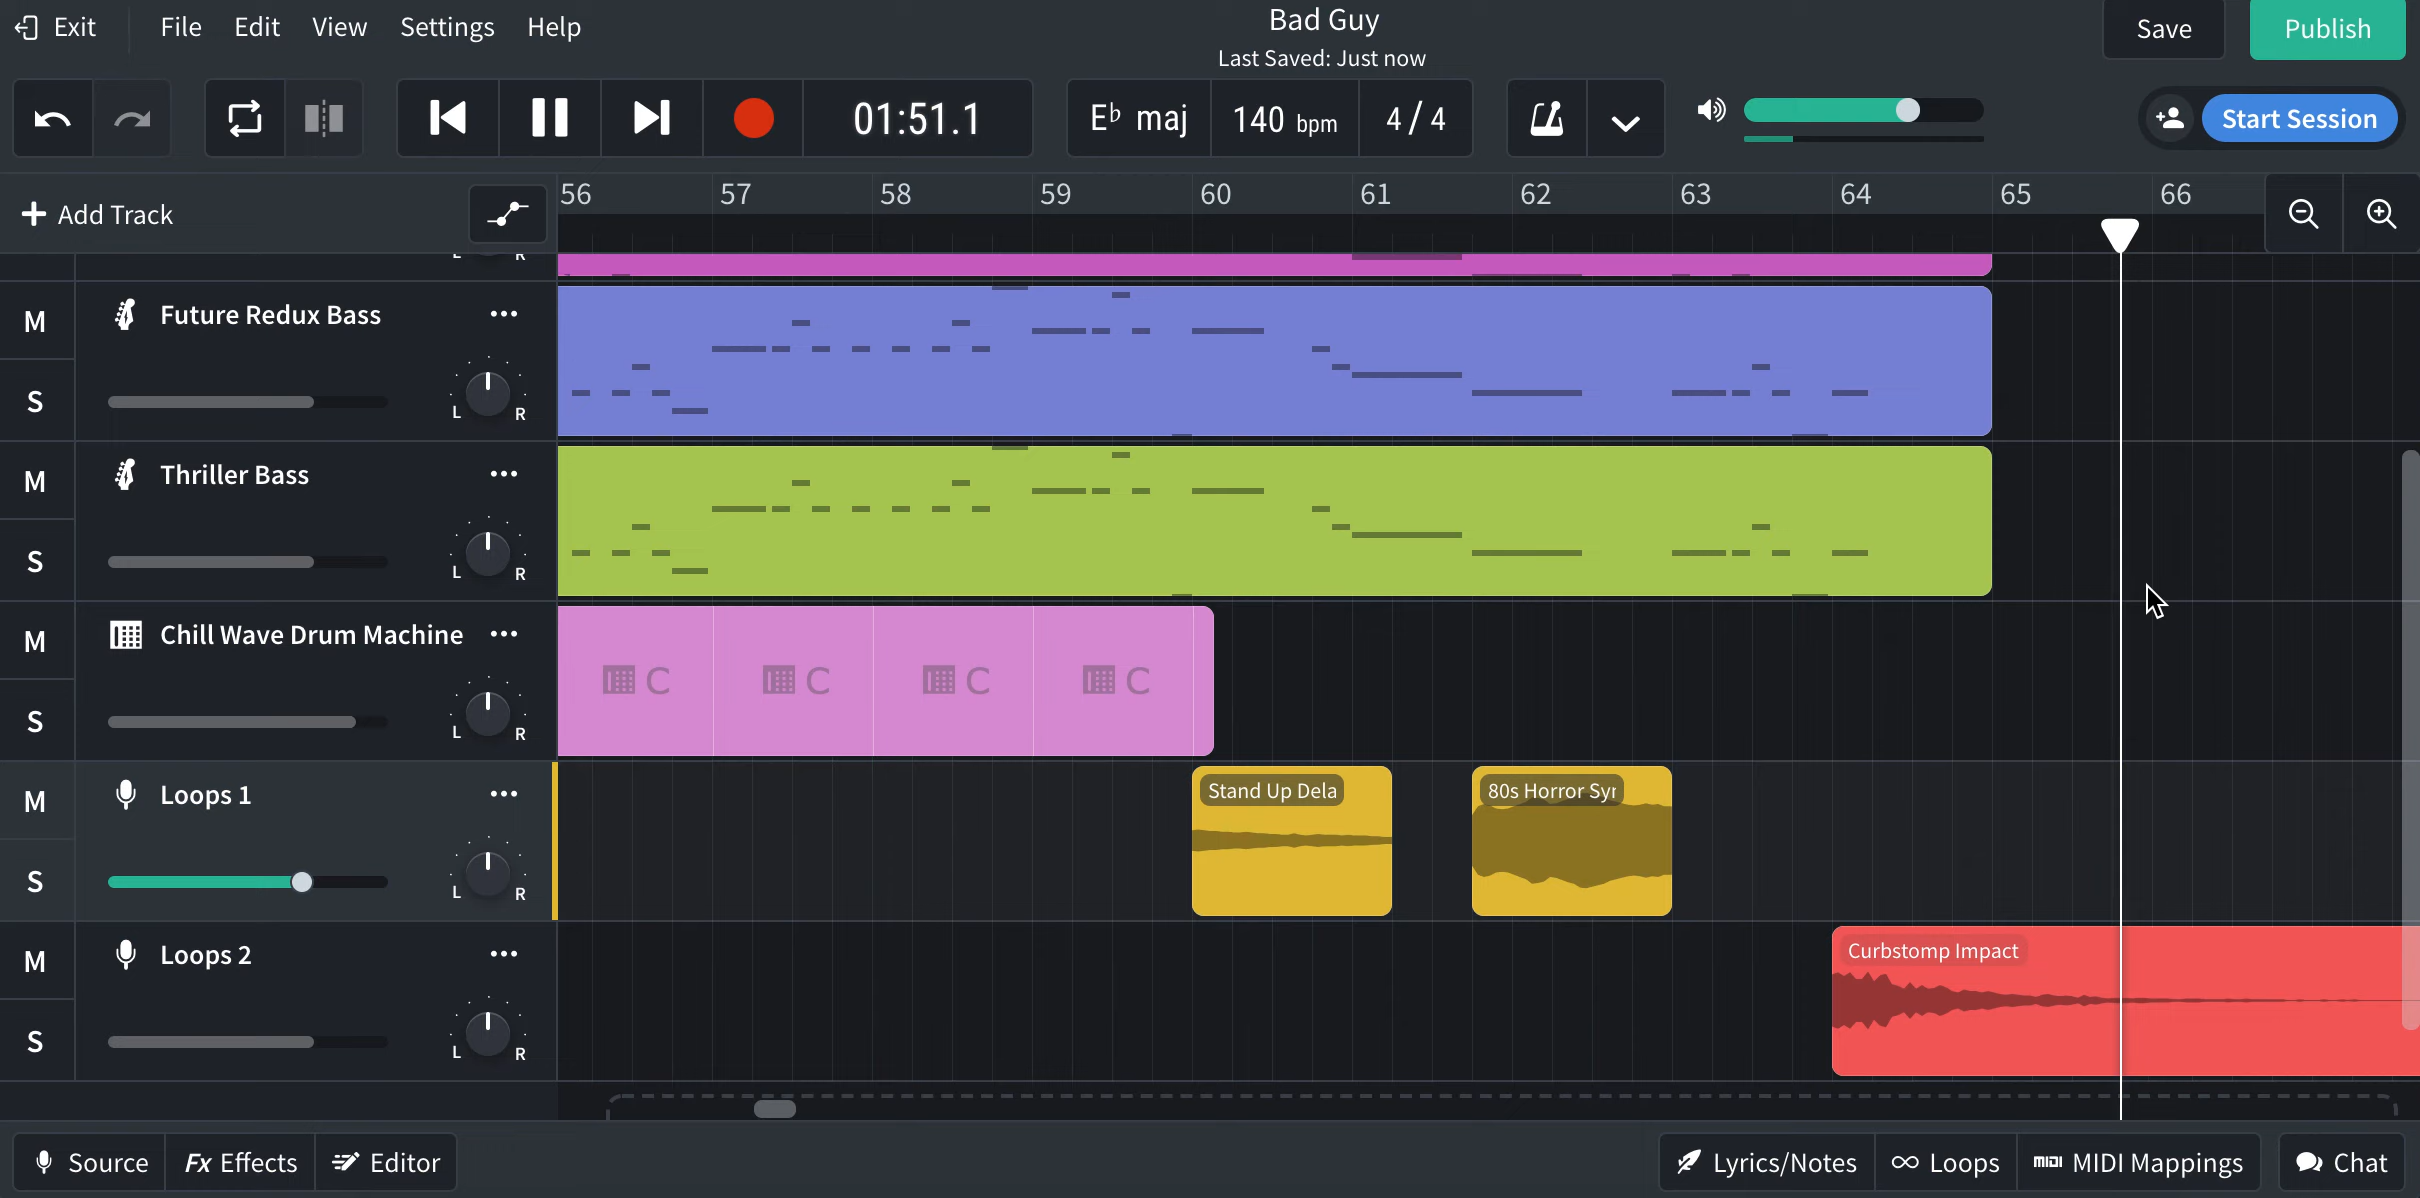 Exit File Edit View Settings Help
Bad Guy
Last Saved: Just now
Save Publish
01:51.1 E♭ maj 140 bpm 4 / 4
Start Session
Add Track
56 57 58 59 60 61 62 63 64 65 66
L R
M Future Redux Bass
S L R
M Thriller Bass
S L R
M Chill Wave Drum Machine
S L R
C C C C
M Loops 1
S L R
Stand Up Dela
80s Horror Syn
M Loops 2
S L R
Curbstomp Impact
Source Fx Effects Editor
Lyrics/Notes Loops MIDI MIDI Mappings Chat